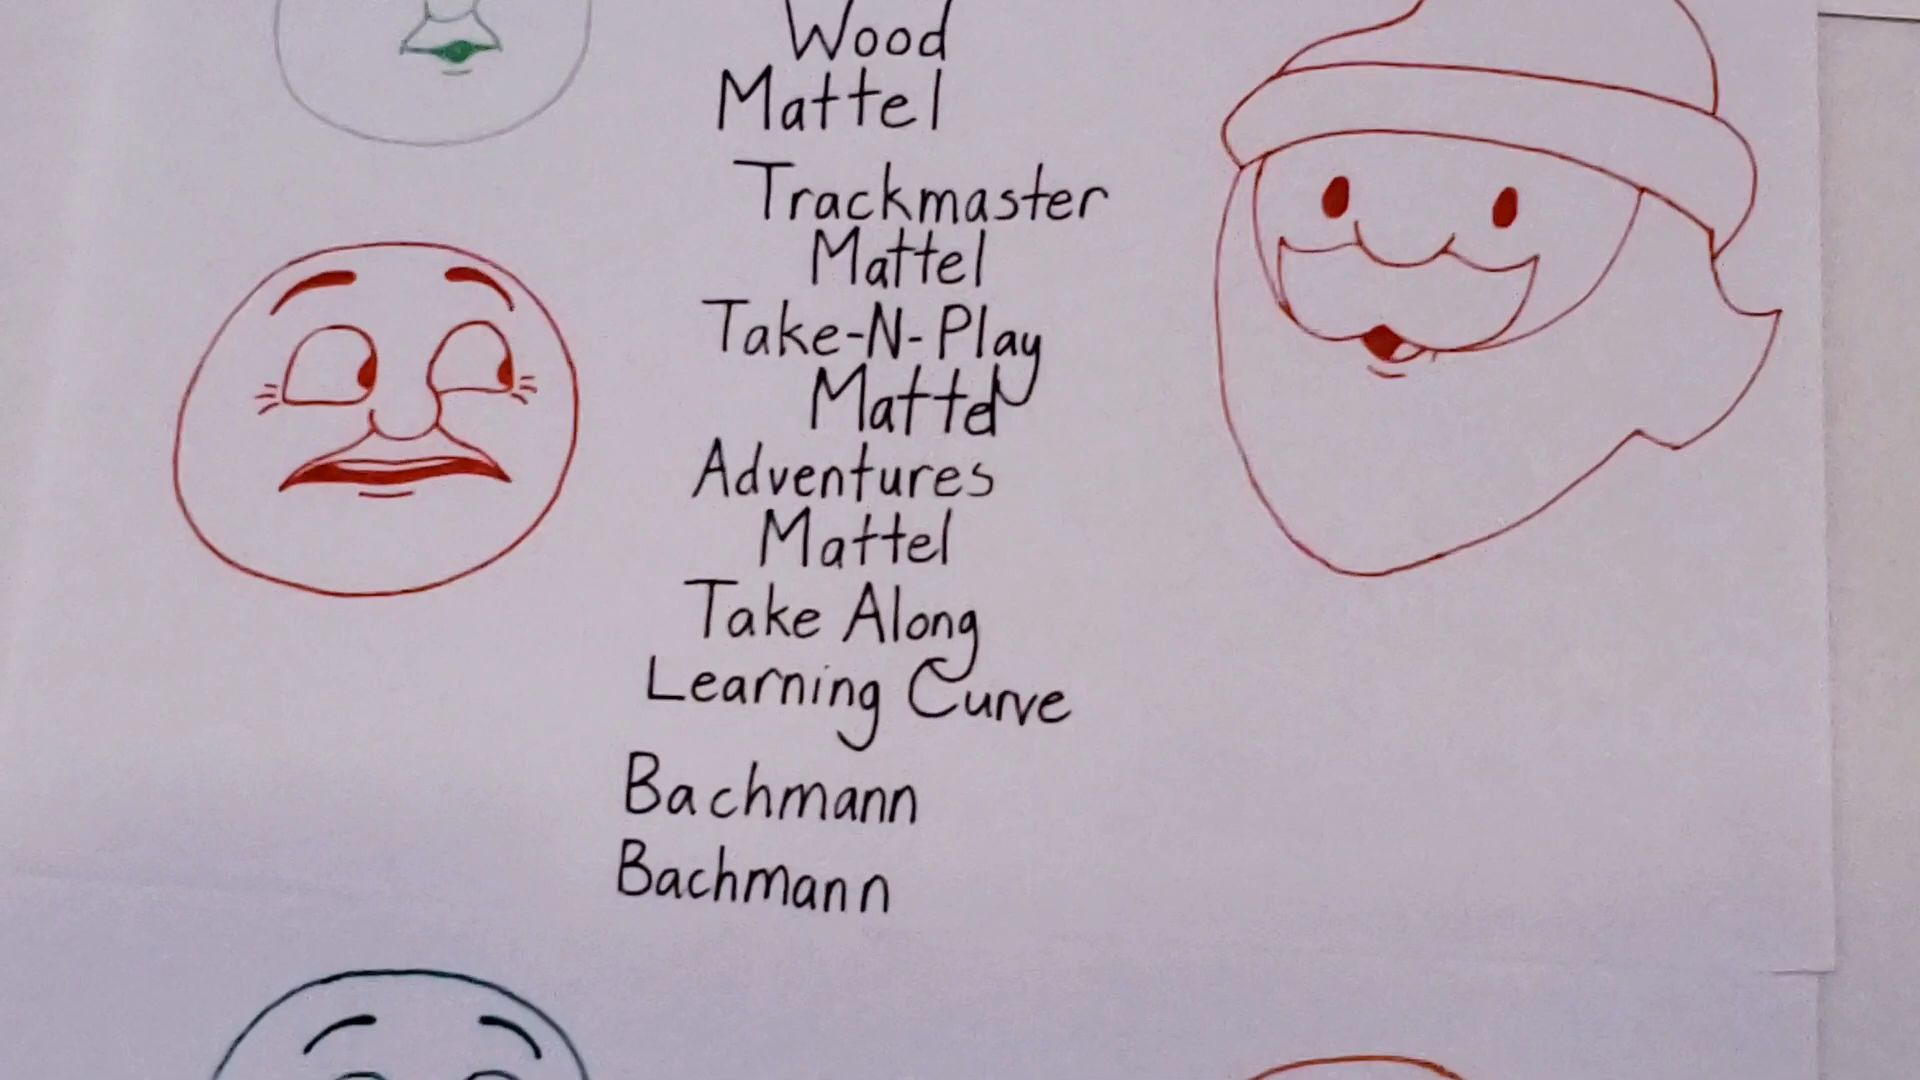 Wood
Mattel
Trackmaster
Mattel
Take-N-Play
Mattel
Adventures
Mattel
Take Along
Learning Curve
Bachmann
Bachmann